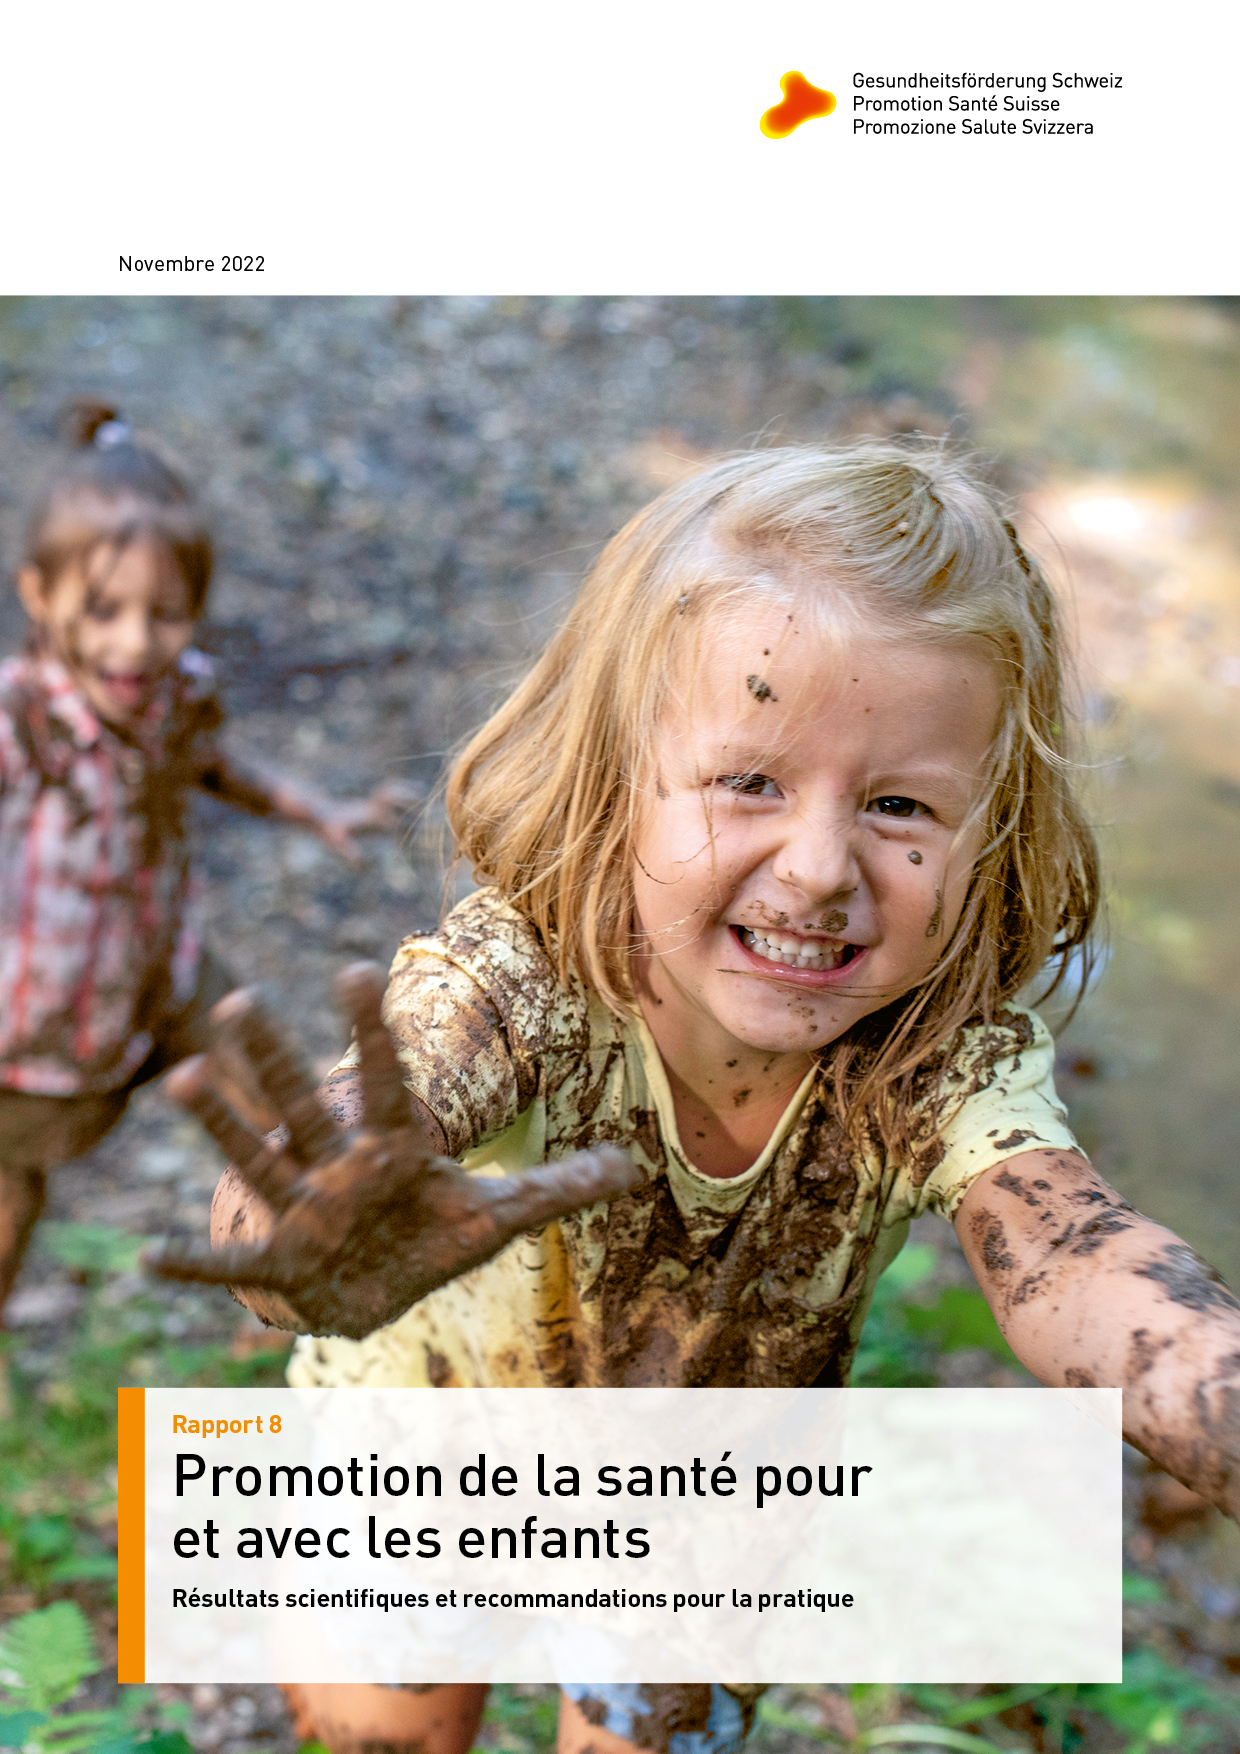 Gesundheitsförderung Schweiz
Promotion Santé Suisse
Promozione Salute Svizzera
Novembre 2022
Rapport 8
Promotion de la santé pour
et avec les enfants
Résultats scientifiques et recommandations pour la pratique